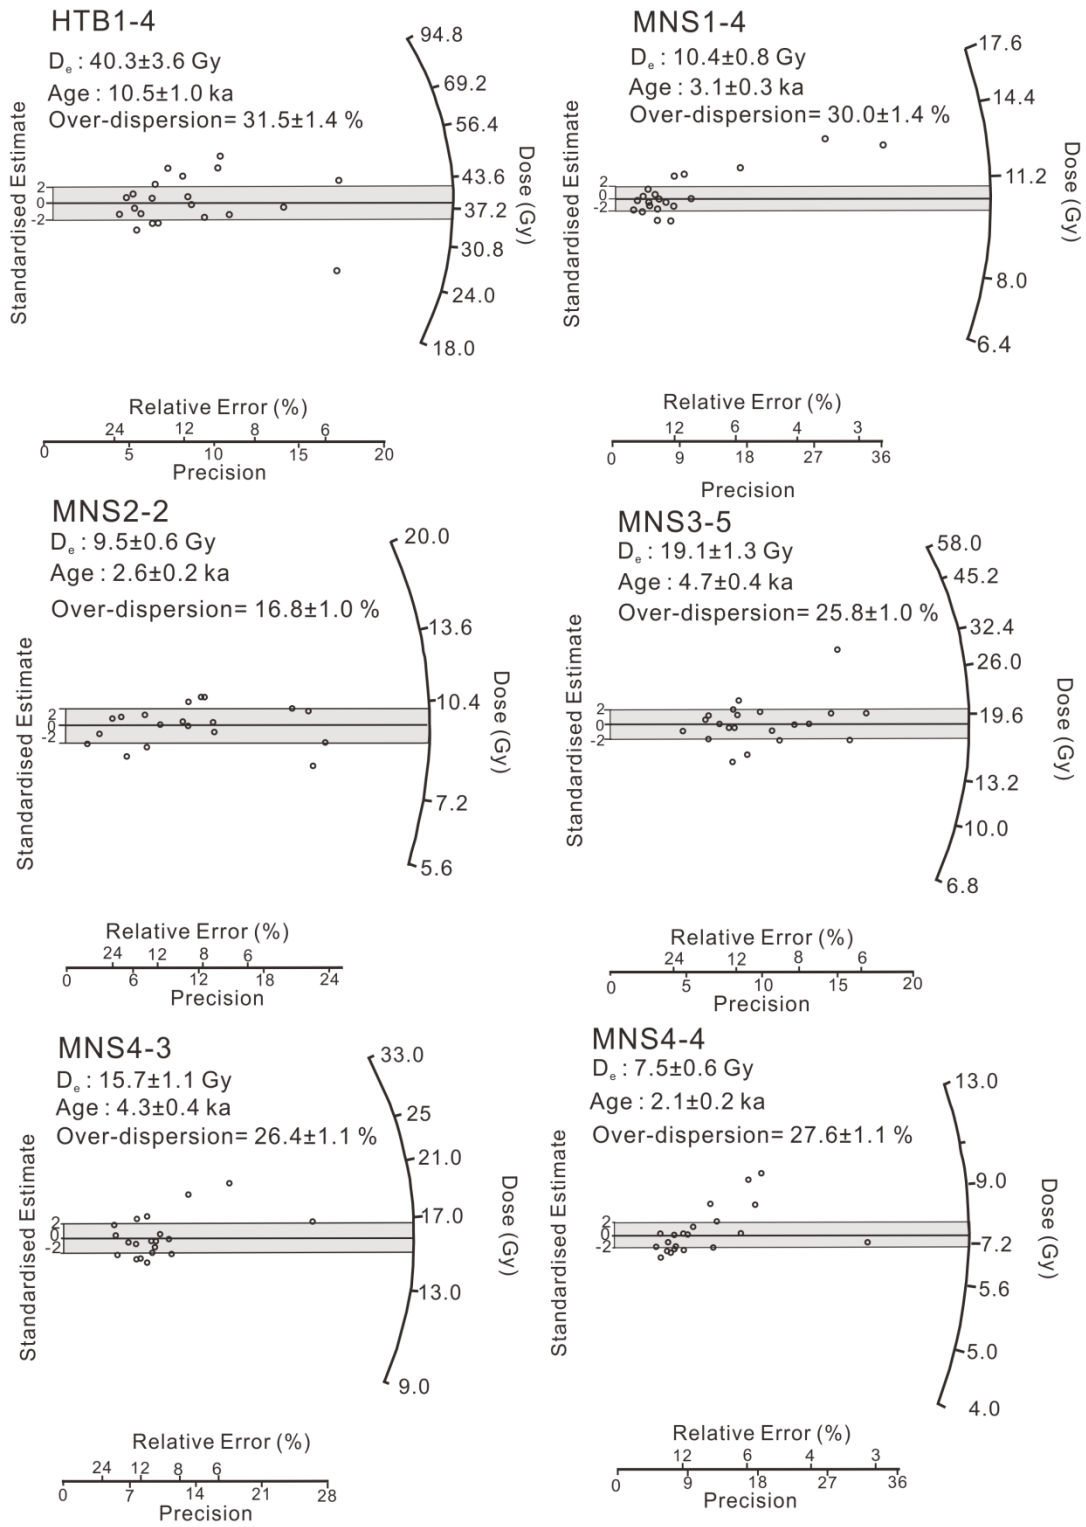 HTB1-4
De : 40.3±3.6 Gy
Age : 10.5±1.0 ka
Over-dispersion= 31.5±1.4 %
Standardised Estimate
2
0
-2
94.8
69.2
56.4
43.6
37.2
30.8
24.0
18.0
Dose (Gy)
Relative Error (%)
24 12 8 6
0 5 10 15 20
Precision
MNS1-4
De : 10.4±0.8 Gy
Age : 3.1±0.3 ka
Over-dispersion= 30.0±1.4 %
Standardised Estimate
2
0
-2
17.6
14.4
11.2
8.0
6.4
Dose (Gy)
Relative Error (%)
12 6 4 3
0 9 18 27 36
Precision
MNS2-2
De : 9.5±0.6 Gy
Age : 2.6±0.2 ka
Over-dispersion= 16.8±1.0 %
Standardised Estimate
2
0
-2
20.0
13.6
10.4
7.2
5.6
Dose (Gy)
Relative Error (%)
24 12 8 6
0 6 12 18 24
Precision
MNS3-5
De : 19.1±1.3 Gy
Age : 4.7±0.4 ka
Over-dispersion= 25.8±1.0 %
Standardised Estimate
2
0
-2
58.0
45.2
32.4
26.0
19.6
13.2
10.0
6.8
Dose (Gy)
Relative Error (%)
24 12 8 6
0 5 10 15 20
Precision
MNS4-3
De : 15.7±1.1 Gy
Age : 4.3±0.4 ka
Over-dispersion= 26.4±1.1 %
Standardised Estimate
2
0
-2
33.0
25
21.0
17.0
13.0
9.0
Dose (Gy)
Relative Error (%)
24 12 8 6
0 7 14 21 28
Precision
MNS4-4
De : 7.5±0.6 Gy
Age : 2.1±0.2 ka
Over-dispersion= 27.6±1.1 %
Standardised Estimate
2
0
-2
13.0
9.0
7.2
5.6
5.0
4.0
Dose (Gy)
Relative Error (%)
12 6 4 3
0 9 18 27 36
Precision